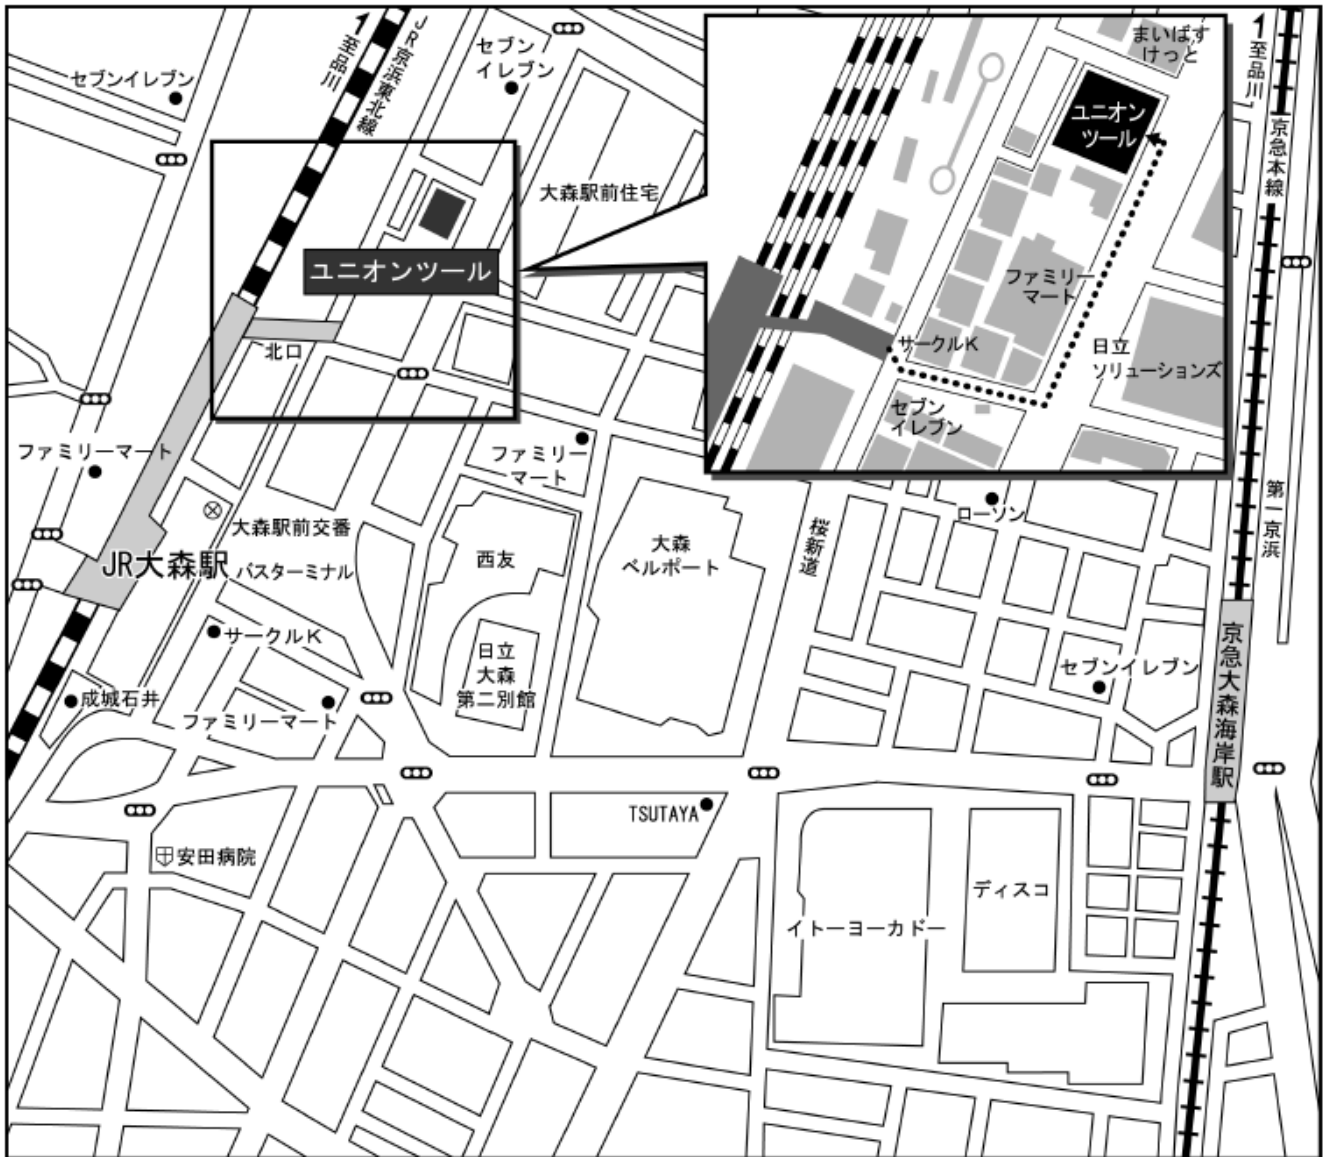 セブンイレブン
至品川
JR京浜東北線
セブン
イレブン
大森駅前住宅
ユニオンツール
北口
まいばす
けっと
ユニオン
ツール
ファミリー
マート
サークルK
セブン
イレブン
日立
ソリューションズ
至品川
京急本線
第一京浜
ファミリーマート
ファミリー
マート
大森駅前交番
JR大森駅
バスターミナル
西友
大森
ベルポート
桜新道
ローソン
サークルK
日立
大森
第二別館
セブンイレブン
京急大森海岸駅
成城石井
ファミリーマート
TSUTAYA
安田病院
イトーヨーカドー
ディスコ